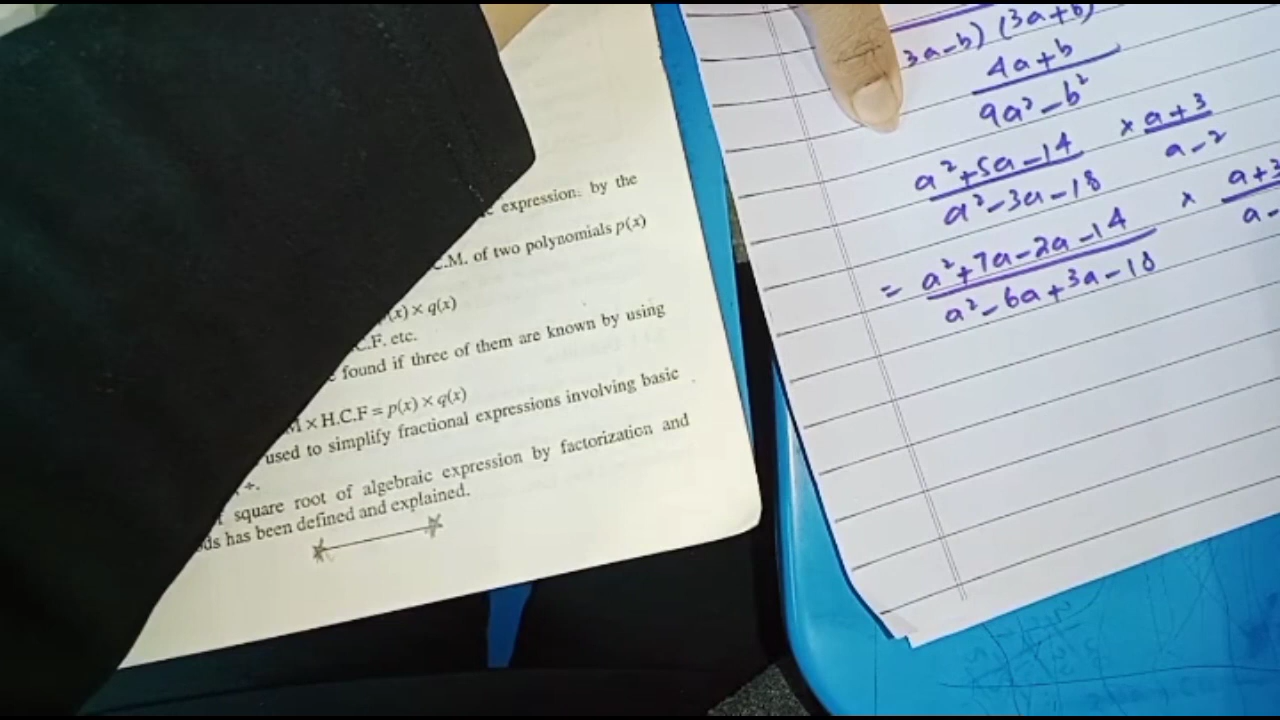 expression: by the
C.M. of two polynomials p(x)
(x) × q(x)
C.F. etc.
found if three of them are known by using
M × H.C.F = p(x) × q(x)
used to simplify fractional expressions involving basic
÷.
square root of algebraic expression by factorization and
has been defined and explained.
3a-b) (3a+b)
4a+b
9a²-b²
a²+5a-14 × a+3
a²-3a-18 a-2
= a²+7a-2a-14 × a+3
a²-6a+3a-18 a-